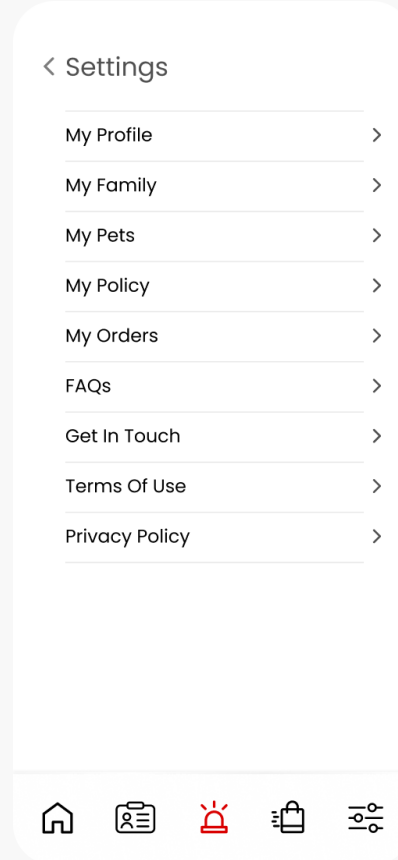 Settings
My Profile
My Family
My Pets
My Policy
My Orders
FAQs
Get In Touch
Terms Of Use
Privacy Policy